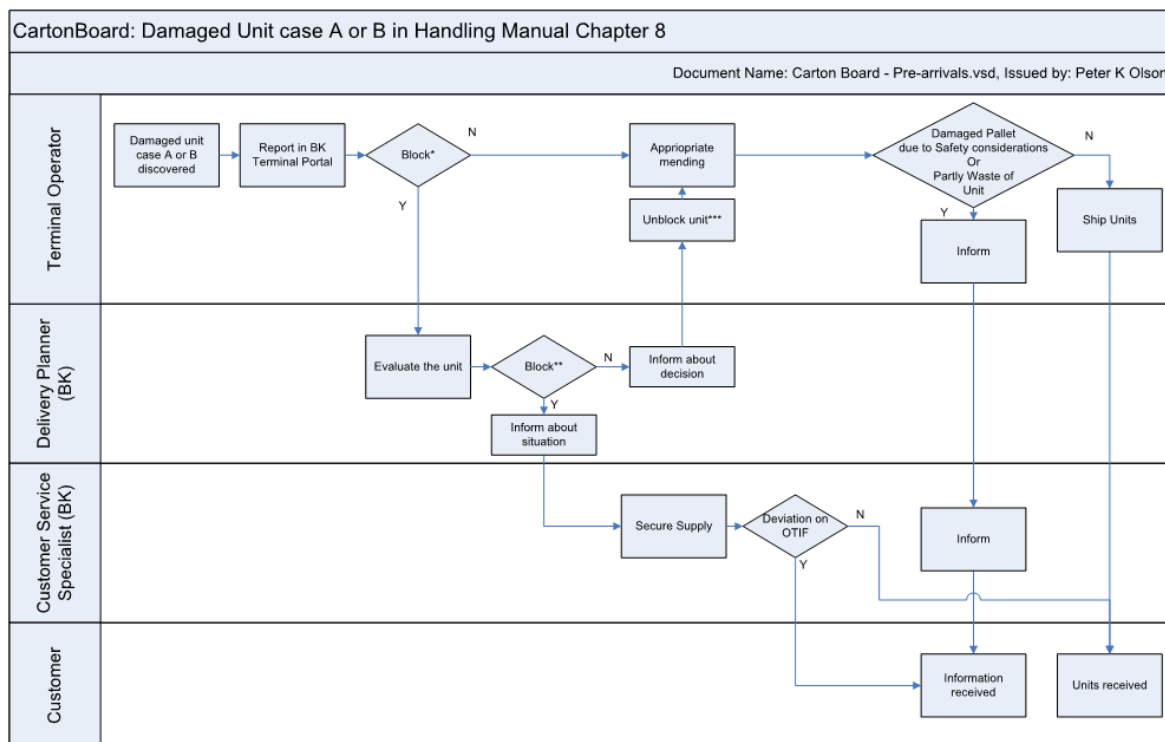 CartonBoard: Damaged Unit case A or B in Handling Manual Chapter 8
Document Name: Carton Board - Pre-arrivals.vsd, Issued by: Peter K Olson
Terminal Operator
Damaged unit
case A or B
discovered
Report in BK
Terminal Portal
Block*
N
Y
Appriopriate
mending
Unblock unit***
Damaged Pallet
due to Safety considerations
Or
Partly Waste of
Unit
N
Y
Inform
Ship Units
Delivery Planner
(BK)
Evaluate the unit
Block**
N
Y
Inform about
decision
Inform about
situation
Customer Service
Specialist (BK)
Secure Supply
Deviation on
OTIF
N
Y
Inform
Customer
Information
received
Units received